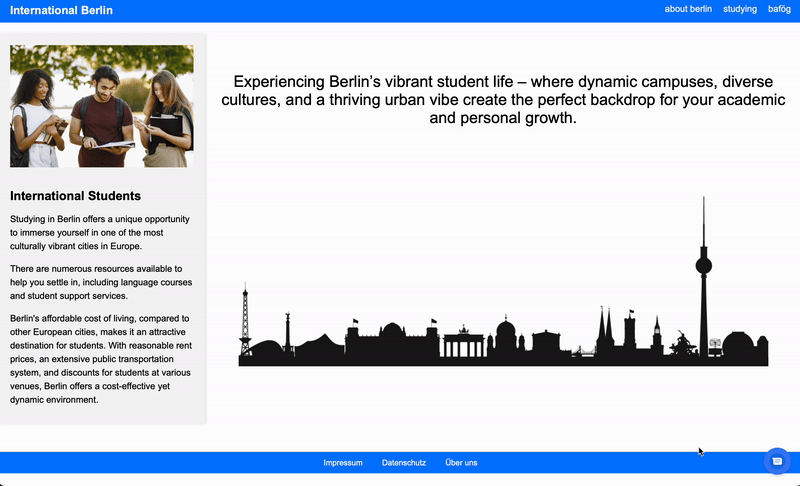 International Berlin
about berlin studying bafög
Experiencing Berlin’s vibrant student life – where dynamic campuses, diverse
cultures, and a thriving urban vibe create the perfect backdrop for your academic
and personal growth.
International Students
Studying in Berlin offers a unique opportunity
to immerse yourself in one of the most
culturally vibrant cities in Europe.
There are numerous resources available to
help you settle in, including language courses
and student support services.
Berlin's affordable cost of living, compared to
other European cities, makes it an attractive
destination for students. With reasonable rent
prices, an extensive public transportation
system, and discounts for students at various
venues, Berlin offers a cost-effective yet
dynamic environment.
Impressum Datenschutz Über uns